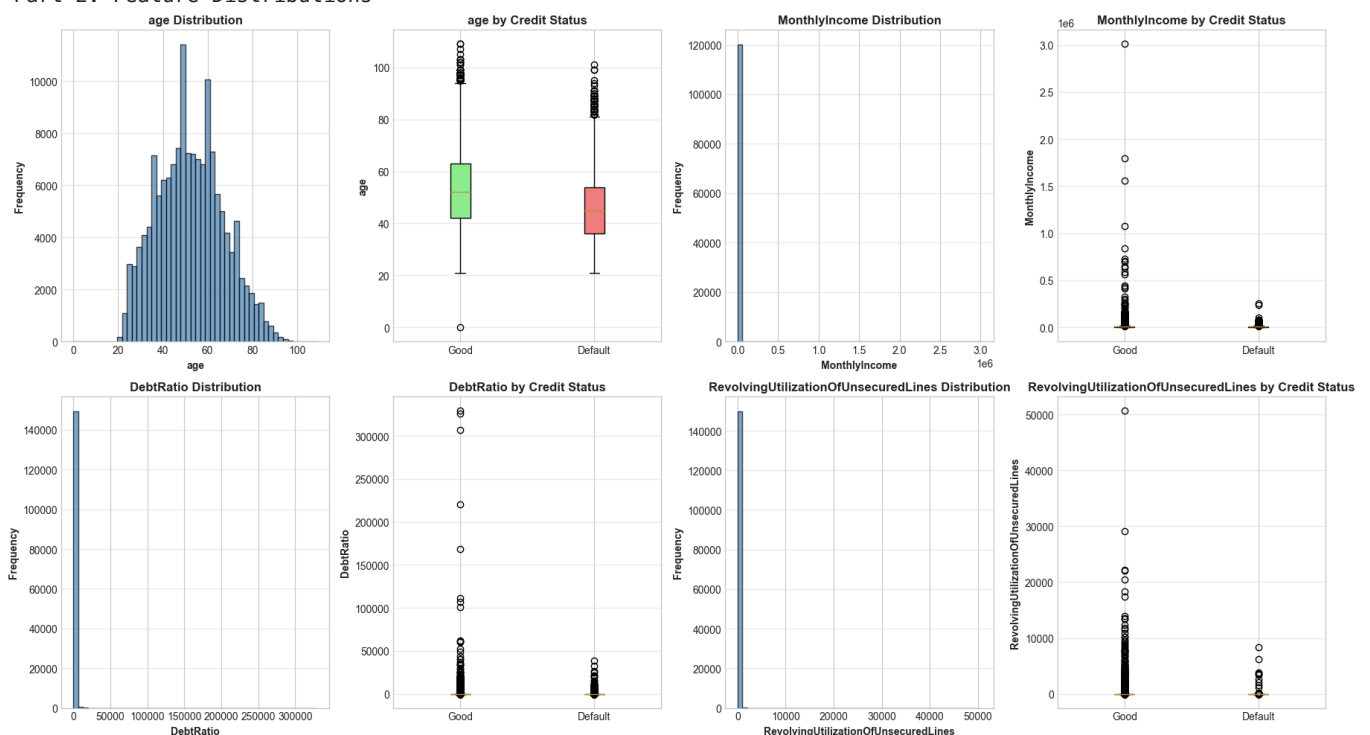 Part 2: Feature Distributions
age Distribution
Frequency
10000
8000
6000
4000
2000
0
0 20 40 60 80 100
age
age by Credit Status
age
100
80
60
40
20
0
Good Default
MonthlyIncome Distribution
Frequency
120000
100000
80000
60000
40000
20000
0
0.0 0.5 1.0 1.5 2.0 2.5 3.0
1e6
MonthlyIncome
MonthlyIncome by Credit Status
1e6
MonthlyIncome
3.0
2.5
2.0
1.5
1.0
0.5
0.0
Good Default
DebtRatio Distribution
Frequency
140000
120000
100000
80000
60000
40000
20000
0
0 50000 100000 150000 200000 250000 300000
DebtRatio
DebtRatio by Credit Status
DebtRatio
300000
250000
200000
150000
100000
50000
0
Good Default
RevolvingUtilizationOfUnsecuredLines Distribution
Frequency
140000
120000
100000
80000
60000
40000
20000
0
0 10000 20000 30000 40000 50000
RevolvingUtilizationOfUnsecuredLines
RevolvingUtilizationOfUnsecuredLines by Credit Status
RevolvingUtilizationOfUnsecuredLines
50000
40000
30000
20000
10000
0
Good Default